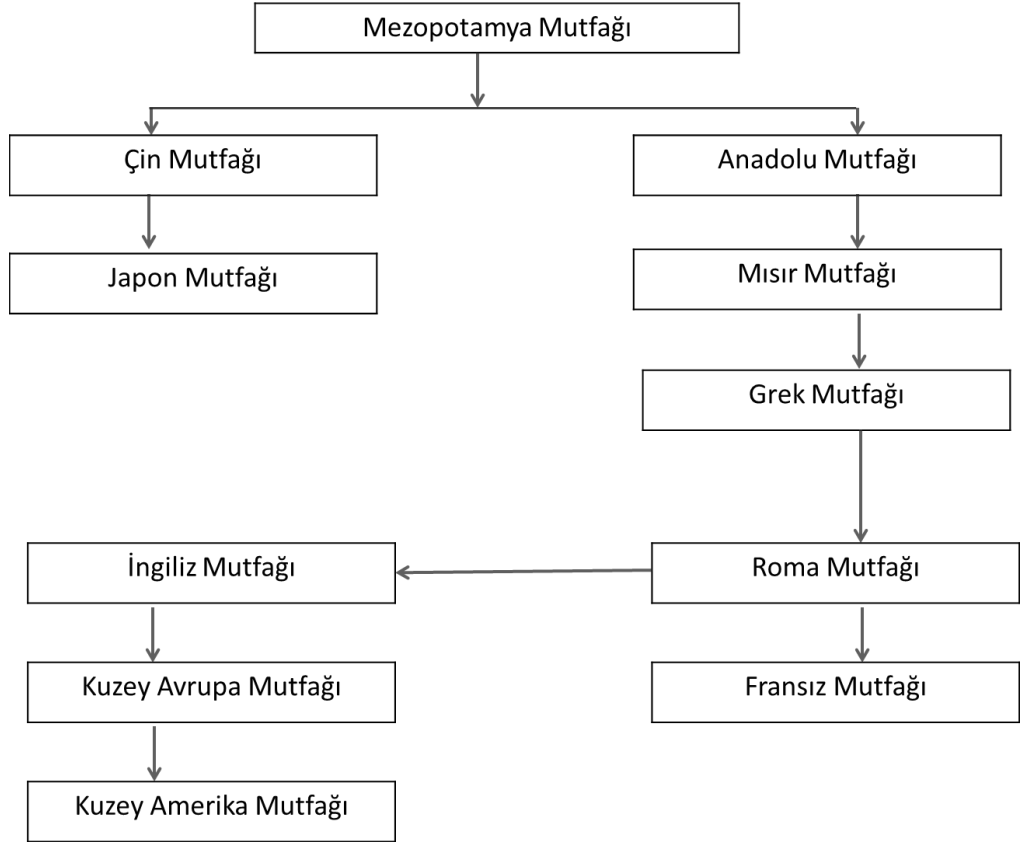 Mezopotamya Mutfağı
Çin Mutfağı
Anadolu Mutfağı
Japon Mutfağı
Mısır Mutfağı
Grek Mutfağı
İngiliz Mutfağı
Roma Mutfağı
Kuzey Avrupa Mutfağı
Fransız Mutfağı
Kuzey Amerika Mutfağı